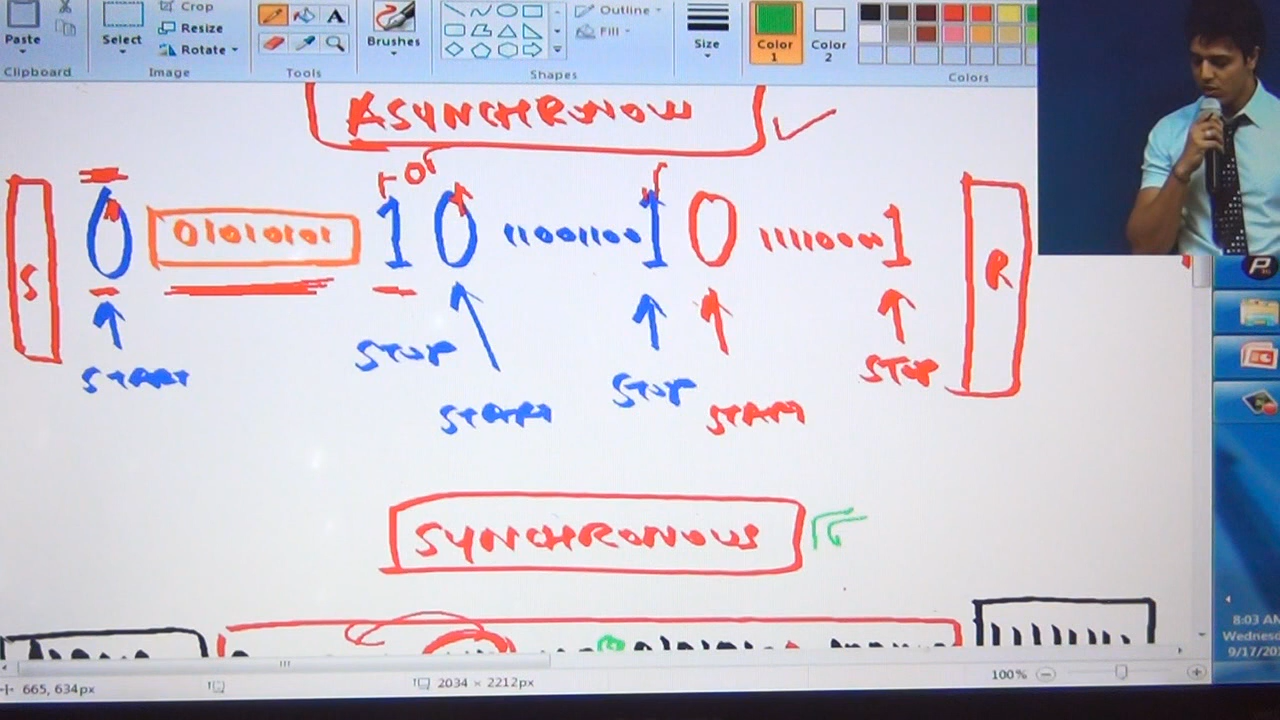 Crop
Outline
Paste
Select
Resize
Rotate
A
Brushes
Fill
Size
Color 1
Color 2
Clipboard
Image
Tools
Shapes
Colors
ASYNCHRONOUS
S
0
01010101
1
0
11001100
1
0
1
R
START
STOP
START
STOP
START
STOP
SYNCHRONOUS
665, 634px
2034 × 2212px
100%
8:03 AM
P